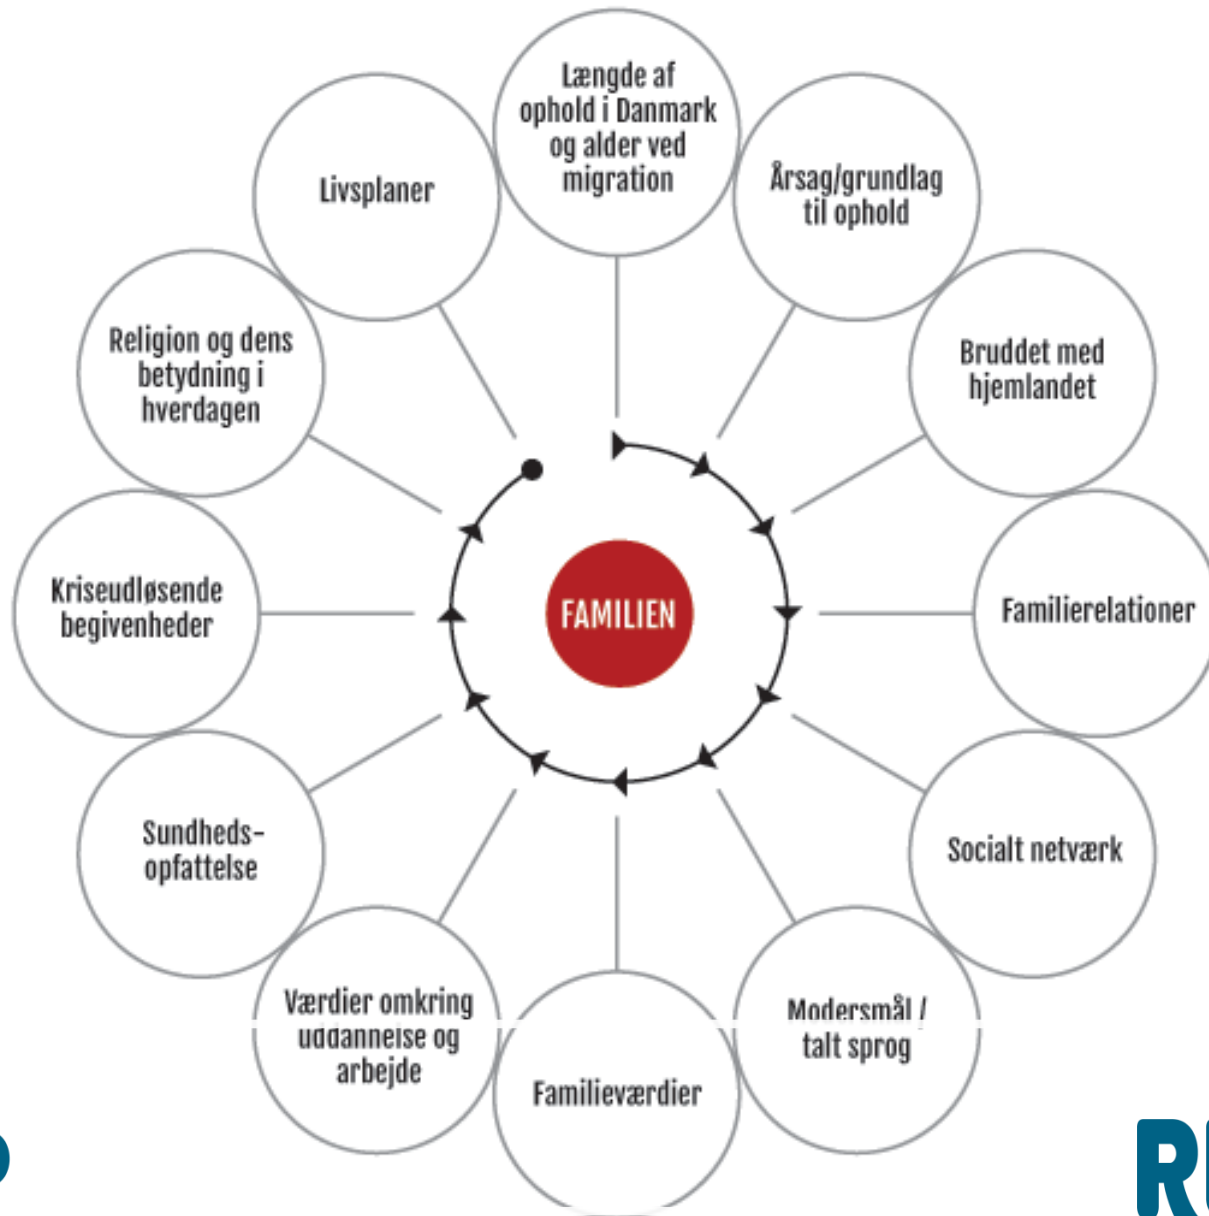 Længde af
ophold i Danmark
og alder ved
migration
Årsag/grundlag
til ophold
Bruddet med
hjemlandet
Familierelationer
Socialt netværk
Modersmål /
talt sprog
Familieværdier
Værdier omkring
uddannelse og
arbejde
Sundheds-
opfattelse
Kriseudløsende
begivenheder
Religion og dens
betydning i
hverdagen
Livsplaner
FAMILIEN